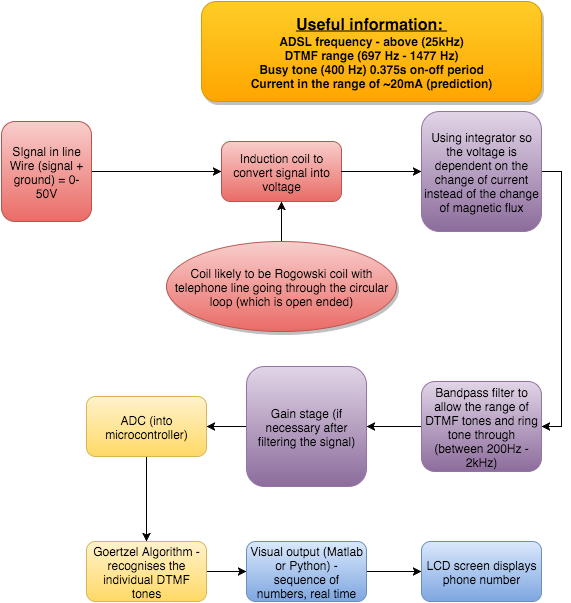 Useful information:
ADSL frequency - above (25kHz)
DTMF range (697 Hz - 1477 Hz)
Busy tone (400 Hz) 0.375s on-off period
Current in the range of ~20mA (prediction)
SIgnal in line
Wire (signal +
ground) = 0-
50V
Induction coil to
convert signal into
voltage
Using integrator so
the voltage is
dependent on the
change of current
instead of the change
of magnetic flux
Coil likely to be Rogowski coil with
telephone line going through the circular
loop (which is open ended)
Bandpass filter to
allow the range of
DTMF tones and ring
tone through
(between 200Hz -
2kHz)
Gain stage (if
necessary after
filtering the signal)
ADC (into
microcontroller)
Goertzel Algorithm -
recognises the
individual DTMF
tones
Visual output (Matlab
or Python) -
sequence of
numbers, real time
LCD screen displays
phone number